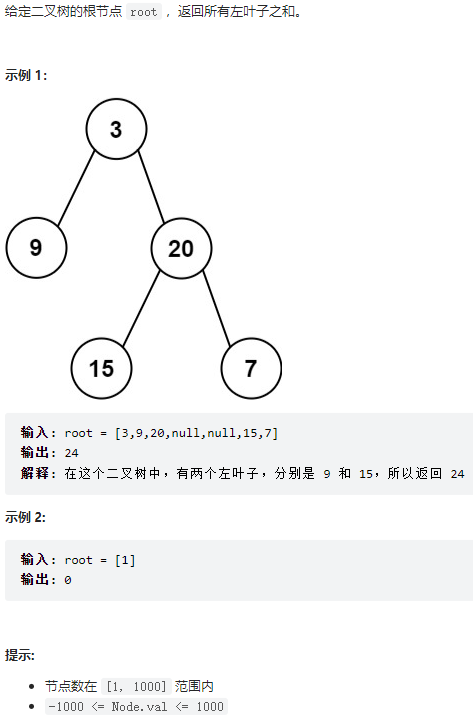 给定二叉树的根节点 root ，返回所有左叶子之和。
示例 1：
3
9
20
15
7
输入: root = [3,9,20,null,null,15,7]
输出: 24
解释: 在这个二叉树中，有两个左叶子，分别是 9 和 15，所以返回 24
示例 2:
输入: root = [1]
输出: 0
提示:
节点数在 [1, 1000] 范围内
-1000 <= Node.val <= 1000